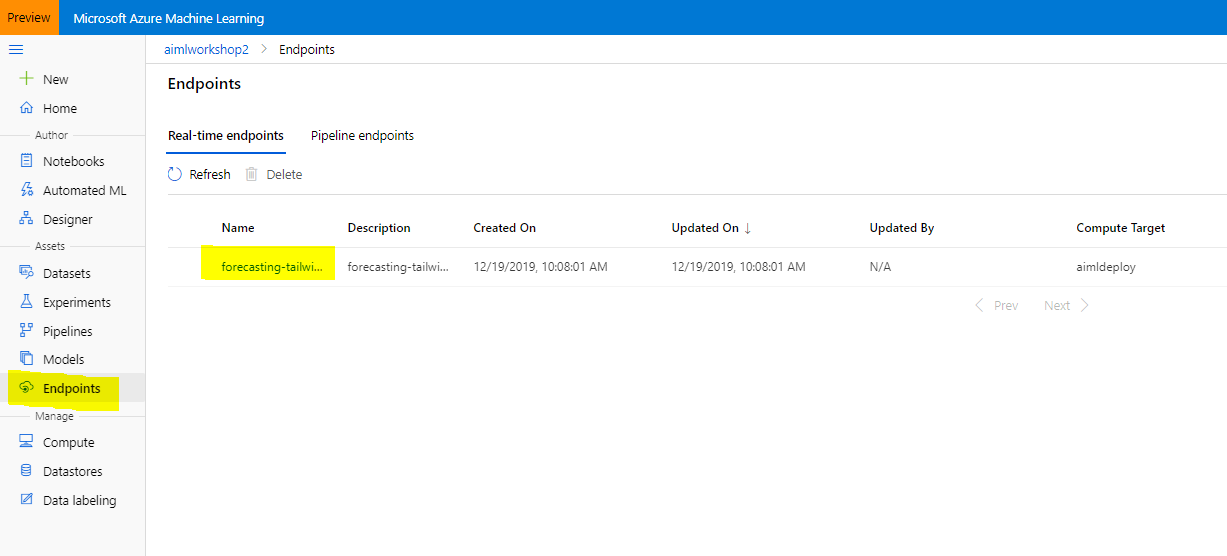 Preview Microsoft Azure Machine Learning
aimlworkshop2 > Endpoints
New
Home
Author
Notebooks
Automated ML
Designer
Assets
Datasets
Experiments
Pipelines
Models
Endpoints
Manage
Compute
Datastores
Data labeling
Endpoints
Real-time endpoints Pipeline endpoints
Refresh Delete
Name Description Created On Updated On ↓ Updated By Compute Target
forecasting-tailwi... forecasting-tailwi... 12/19/2019, 10:08:01 AM 12/19/2019, 10:08:01 AM N/A aimldeploy
< Prev Next >